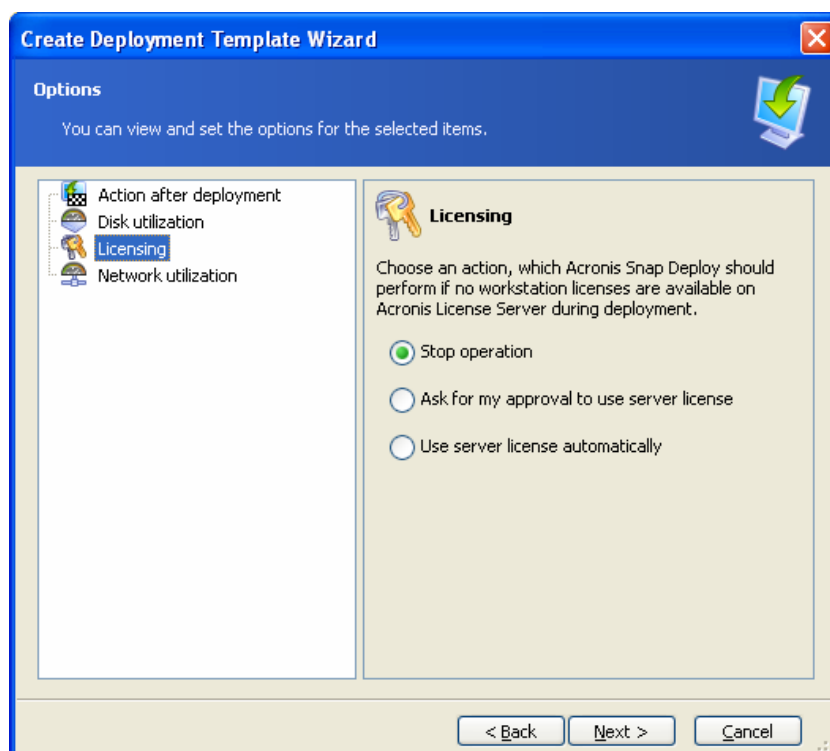 Create Deployment Template Wizard
Options
You can view and set the options for the selected items.
Action after deployment
Disk utilization
Licensing
Network utilization
Licensing
Choose an action, which Acronis Snap Deploy should
perform if no workstation licenses are available on
Acronis License Server during deployment.
Stop operation
Ask for my approval to use server license
Use server license automatically
< Back
Next >
Cancel